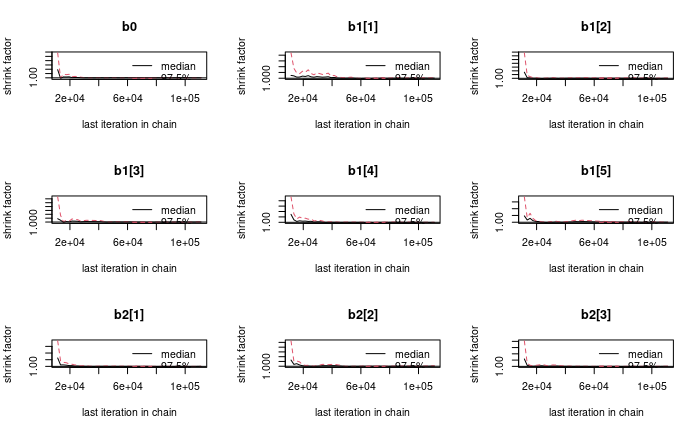 b0
b1[1]
b1[2]
shrink factor
1.00
median
97.5%
2e+04
6e+04
1e+05
last iteration in chain
shrink factor
1.000
median
97.5%
2e+04
6e+04
1e+05
last iteration in chain
shrink factor
1.00
median
97.5%
2e+04
6e+04
1e+05
last iteration in chain
b1[3]
b1[4]
b1[5]
shrink factor
1.000
median
97.5%
2e+04
6e+04
1e+05
last iteration in chain
shrink factor
1.00
median
97.5%
2e+04
6e+04
1e+05
last iteration in chain
shrink factor
1.00
median
97.5%
2e+04
6e+04
1e+05
last iteration in chain
b2[1]
b2[2]
b2[3]
shrink factor
1.00
median
97.5%
2e+04
6e+04
1e+05
last iteration in chain
shrink factor
1.000
median
97.5%
2e+04
6e+04
1e+05
last iteration in chain
shrink factor
1.00
median
97.5%
2e+04
6e+04
1e+05
last iteration in chain